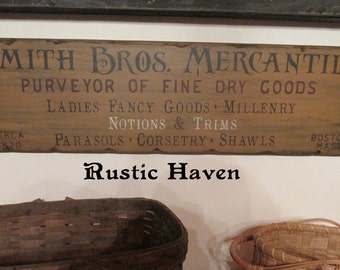 MITH BROS. MERCANTIL
PURVEYOR OF FINE DRY GOODS
LADIES FANCY GOODS · MILLENRY
NOTIONS & TRIMS
PARASOLS · CORSETRY · SHAWLS
BOSTO
Rustic Haven